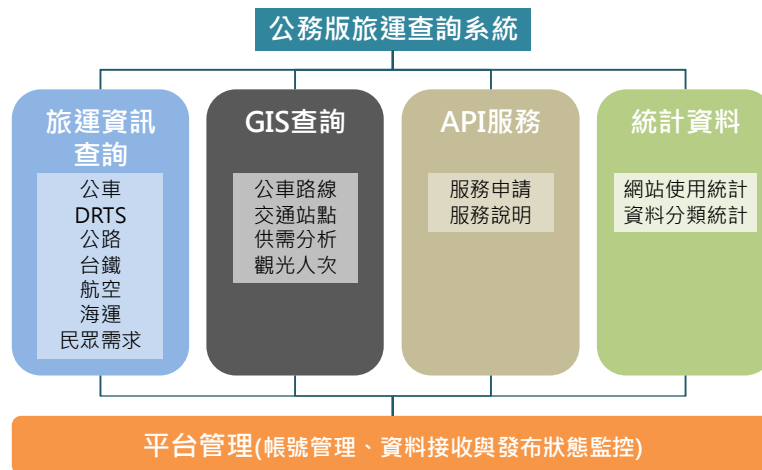 公務版旅運查詢系統
旅運資訊
查詢
公車
DRTS
公路
台鐵
航空
海運
民眾需求
GIS查詢
公車路線
交通站點
供需分析
觀光人次
API服務
服務申請
服務說明
統計資料
網站使用統計
資料分類統計
平台管理(帳號管理、資料接收與發布狀態監控)